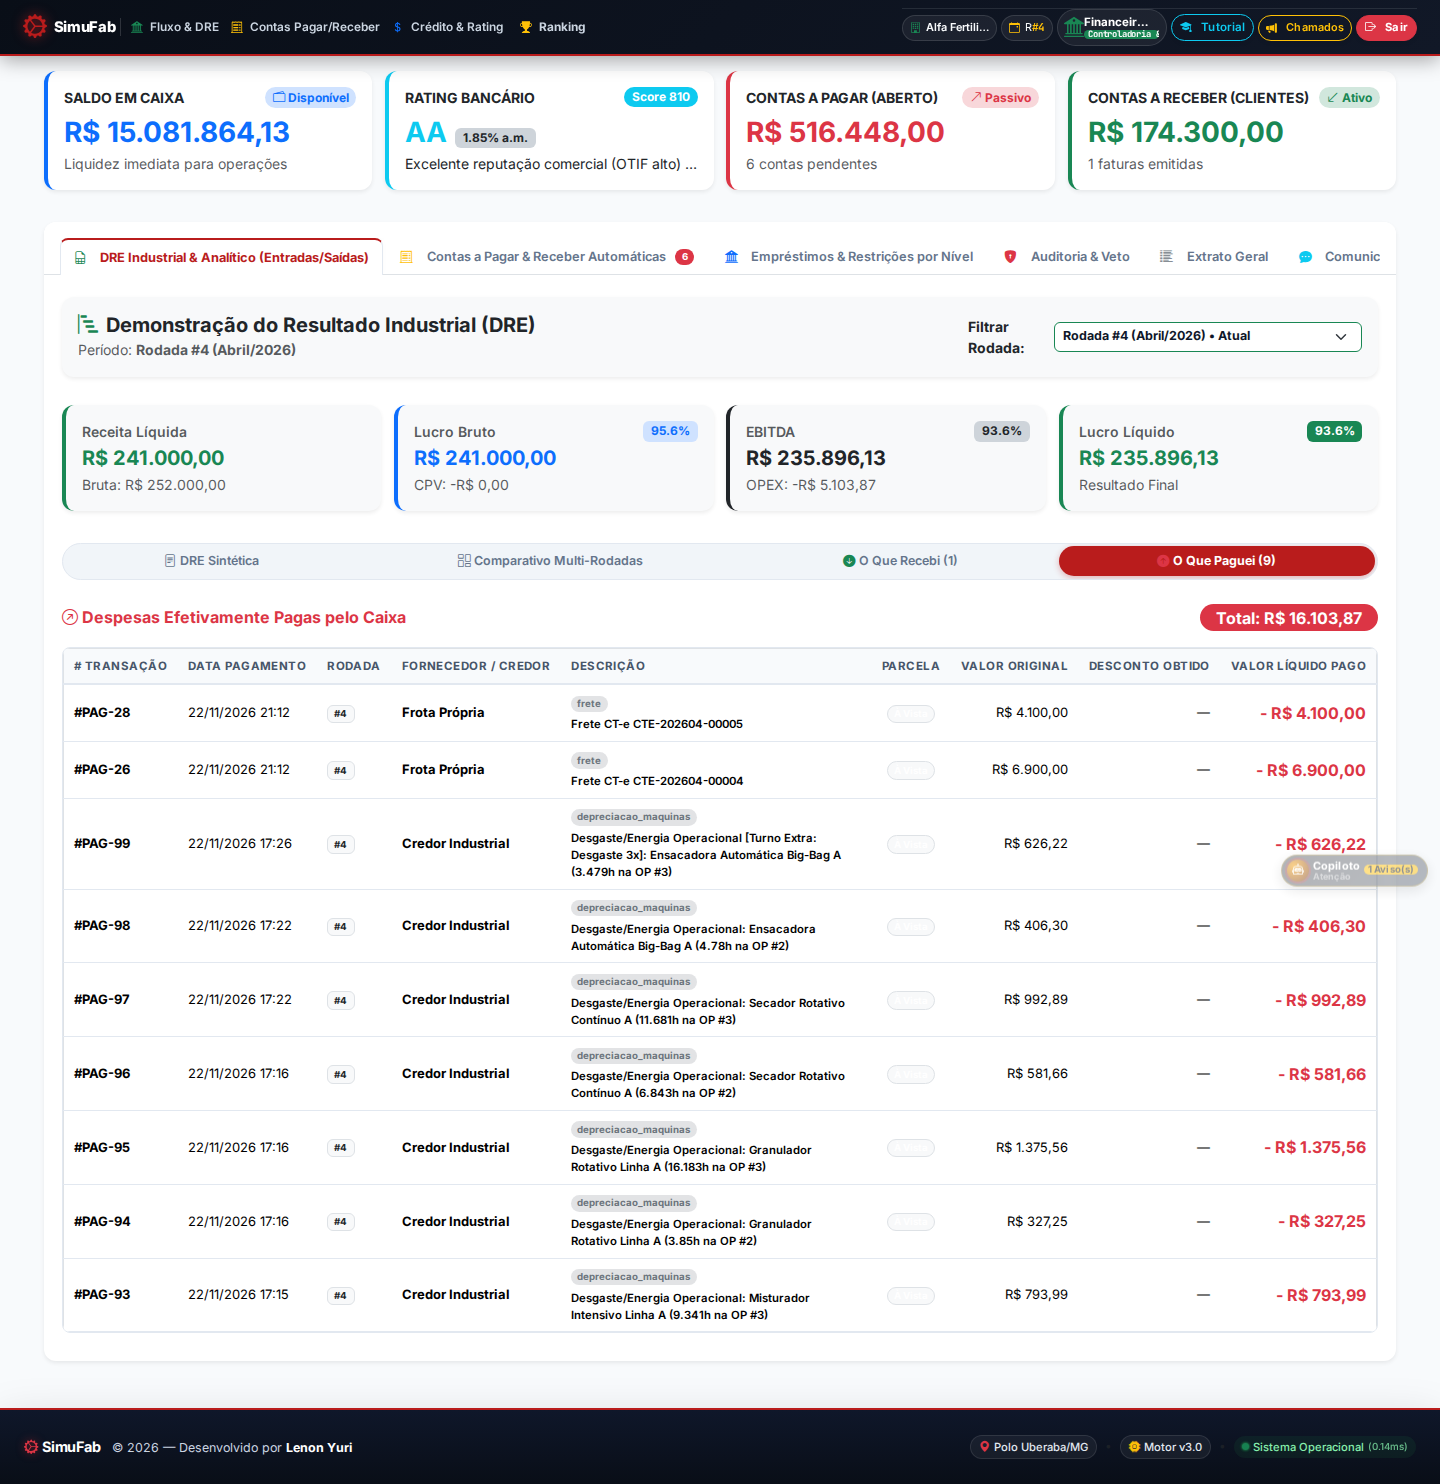 SimuFab
Fluxo & DRE
Contas Pagar/Receber
Crédito & Rating
Ranking
Alfa Fertili...
R#4
Financeir...
Controladoria
Tutorial
Chamados
Sair
SALDO EM CAIXA
Disponível
R$ 15.081.864,13
Liquidez imediata para operações
RATING BANCÁRIO
Score 810
AA
1.85% a.m.
Excelente reputação comercial (OTIF alto) ...
CONTAS A PAGAR (ABERTO)
Passivo
R$ 516.448,00
6 contas pendentes
CONTAS A RECEBER (CLIENTES)
Ativo
R$ 174.300,00
1 faturas emitidas
DRE Industrial & Analítico (Entradas/Saídas)
Contas a Pagar & Receber Automáticas 6
Empréstimos & Restrições por Nível
Auditoria & Veto
Extrato Geral
Comunic
Demonstração do Resultado Industrial (DRE)
Período: Rodada #4 (Abril/2026)
Filtrar
Rodada:
Rodada #4 (Abril/2026) • Atual
Receita Líquida
R$ 241.000,00
Bruta: R$ 252.000,00
Lucro Bruto
95.6%
R$ 241.000,00
CPV: -R$ 0,00
EBITDA
93.6%
R$ 235.896,13
OPEX: -R$ 5.103,87
Lucro Líquido
93.6%
R$ 235.896,13
Resultado Final
DRE Sintética
Comparativo Multi-Rodadas
O Que Recebi (1)
O Que Paguei (9)
Despesas Efetivamente Pagas pelo Caixa
Total: R$ 16.103,87
# TRANSAÇÃO DATA PAGAMENTO RODADA FORNECEDOR / CREDOR DESCRIÇÃO PARCELA VALOR ORIGINAL DESCONTO OBTIDO VALOR LÍQUIDO PAGO
#PAG-28 22/11/2026 21:12 #4 Frota Própria
frete
Frete CT-e CTE-202604-00005
R$ 4.100,00 — - R$ 4.100,00
#PAG-26 22/11/2026 21:12 #4 Frota Própria
frete
Frete CT-e CTE-202604-00004
R$ 6.900,00 — - R$ 6.900,00
#PAG-99 22/11/2026 17:26 #4 Credor Industrial
depreciacao_maquinas
Desgaste/Energia Operacional [Turno Extra:
Desgaste 3x]: Ensacadora Automática Big-Bag A
(3.479h na OP #3)
R$ 626,22 — - R$ 626,22
Copiloto
Atenção
1 Aviso(s)
#PAG-98 22/11/2026 17:22 #4 Credor Industrial
depreciacao_maquinas
Desgaste/Energia Operacional: Ensacadora
Automática Big-Bag A (4.78h na OP #2)
R$ 406,30 — - R$ 406,30
#PAG-97 22/11/2026 17:22 #4 Credor Industrial
depreciacao_maquinas
Desgaste/Energia Operacional: Secador Rotativo
Contínuo A (11.681h na OP #3)
R$ 992,89 — - R$ 992,89
#PAG-96 22/11/2026 17:16 #4 Credor Industrial
depreciacao_maquinas
Desgaste/Energia Operacional: Secador Rotativo
Contínuo A (6.843h na OP #2)
R$ 581,66 — - R$ 581,66
#PAG-95 22/11/2026 17:16 #4 Credor Industrial
depreciacao_maquinas
Desgaste/Energia Operacional: Granulador
Rotativo Linha A (16.183h na OP #3)
R$ 1.375,56 — - R$ 1.375,56
#PAG-94 22/11/2026 17:16 #4 Credor Industrial
depreciacao_maquinas
Desgaste/Energia Operacional: Granulador
Rotativo Linha A (3.85h na OP #2)
R$ 327,25 — - R$ 327,25
#PAG-93 22/11/2026 17:15 #4 Credor Industrial
depreciacao_maquinas
Desgaste/Energia Operacional: Misturador
Intensivo Linha A (9.341h na OP #3)
R$ 793,99 — - R$ 793,99
SimuFab © 2026 — Desenvolvido por Lenon Yuri
Polo Uberaba/MG
Motor v3.0
Sistema Operacional (0.14ms)